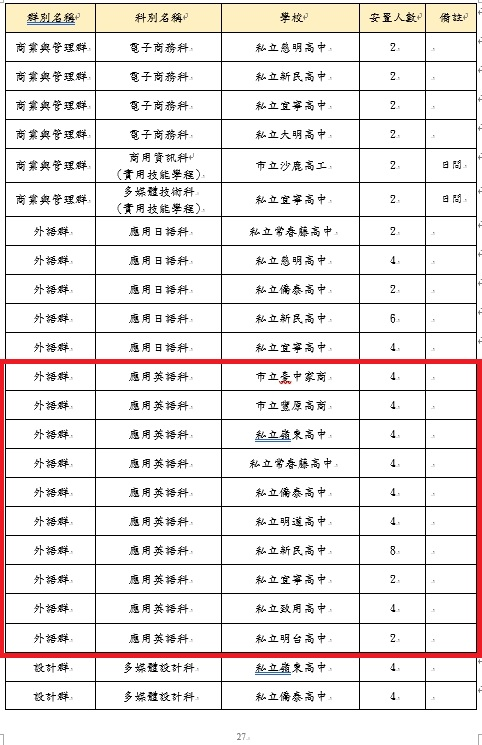 群別名稱 科別名稱 學校 安置人數 備註
商業與管理群 電子商務科 私立慈明高中 2
商業與管理群 電子商務科 私立新民高中 2
商業與管理群 電子商務科 私立宜寧高中 2
商業與管理群 電子商務科 私立大明高中 2
商業與管理群 商用資訊科 市立沙鹿高工 2 日間
(實用技能學程)
商業與管理群 多媒體技術科 私立宜寧高中 2 日間
(實用技能學程)
外語群 應用日語科 私立常春藤高中 2
外語群 應用日語科 私立慈明高中 4
外語群 應用日語科 私立僑泰高中 2
外語群 應用日語科 私立新民高中 6
外語群 應用日語科 私立宜寧高中 4
外語群 應用英語科 市立臺中家商 4
外語群 應用英語科 市立豐原高商 4
外語群 應用英語科 私立嶺東高中 4
外語群 應用英語科 私立常春藤高中 4
外語群 應用英語科 私立僑泰高中 4
外語群 應用英語科 私立明道高中 4
外語群 應用英語科 私立新民高中 8
外語群 應用英語科 私立宜寧高中 2
外語群 應用英語科 私立致用高中 4
外語群 應用英語科 私立明台高中 2
設計群 多媒體設計科 私立嶺東高中 4
設計群 多媒體設計科 私立僑泰高中 4
27